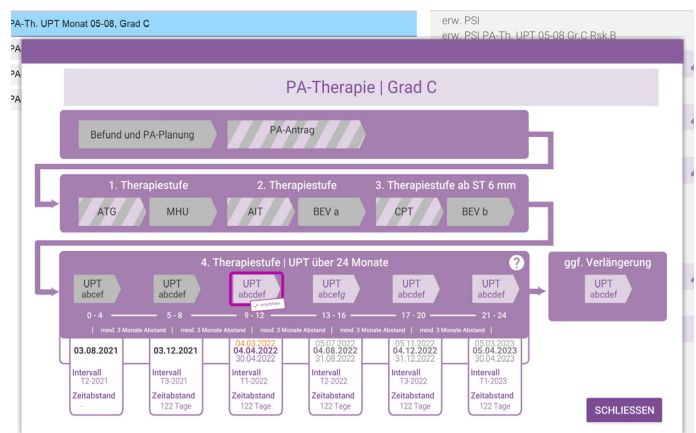 PA-Th. UPT Monat 05-08, Grad C
erw. PSI
erw. PSI PA-Th. UPT 05-08 Gr.C Rsk.B
PA
PA
PA
PA-Therapie | Grad C
Befund und PA-Planung
PA-Antrag
1. Therapiestufe
2. Therapiestufe
3. Therapiestufe ab ST 6 mm
ATG
MHU
AIT
BEV a
CPT
BEV b
4. Therapiestufe | UPT über 24 Monate
?
ggf. Verlängerung
UPT
abcef
UPT
abcdef
UPT
abcdef
empfohlen
UPT
abcefg
UPT
abcdef
UPT
abcdef
UPT
abcdef
0 - 4
5 - 8
9 - 12
13 - 16
17 - 20
21 - 24
| mind. 3 Monate Abstand | mind. 3 Monate Abstand | mind. 3 Monate Abstand | mind. 3 Monate Abstand | mind. 3 Monate Abstand |
03.08.2021
Intervall
T2-2021
Zeitabstand
-
03.12.2021
Intervall
T3-2021
Zeitabstand
122 Tage
04.03.2022
04.04.2022
30.04.2022
Intervall
T1-2022
Zeitabstand
122 Tage
05.07.2022
04.08.2022
31.08.2022
Intervall
T2-2022
Zeitabstand
122 Tage
05.11.2022
04.12.2022
31.12.2022
Intervall
T3-2022
Zeitabstand
122 Tage
05.03.2023
05.04.2023
30.04.2023
Intervall
T1-2023
Zeitabstand
122 Tage
SCHLIESSEN